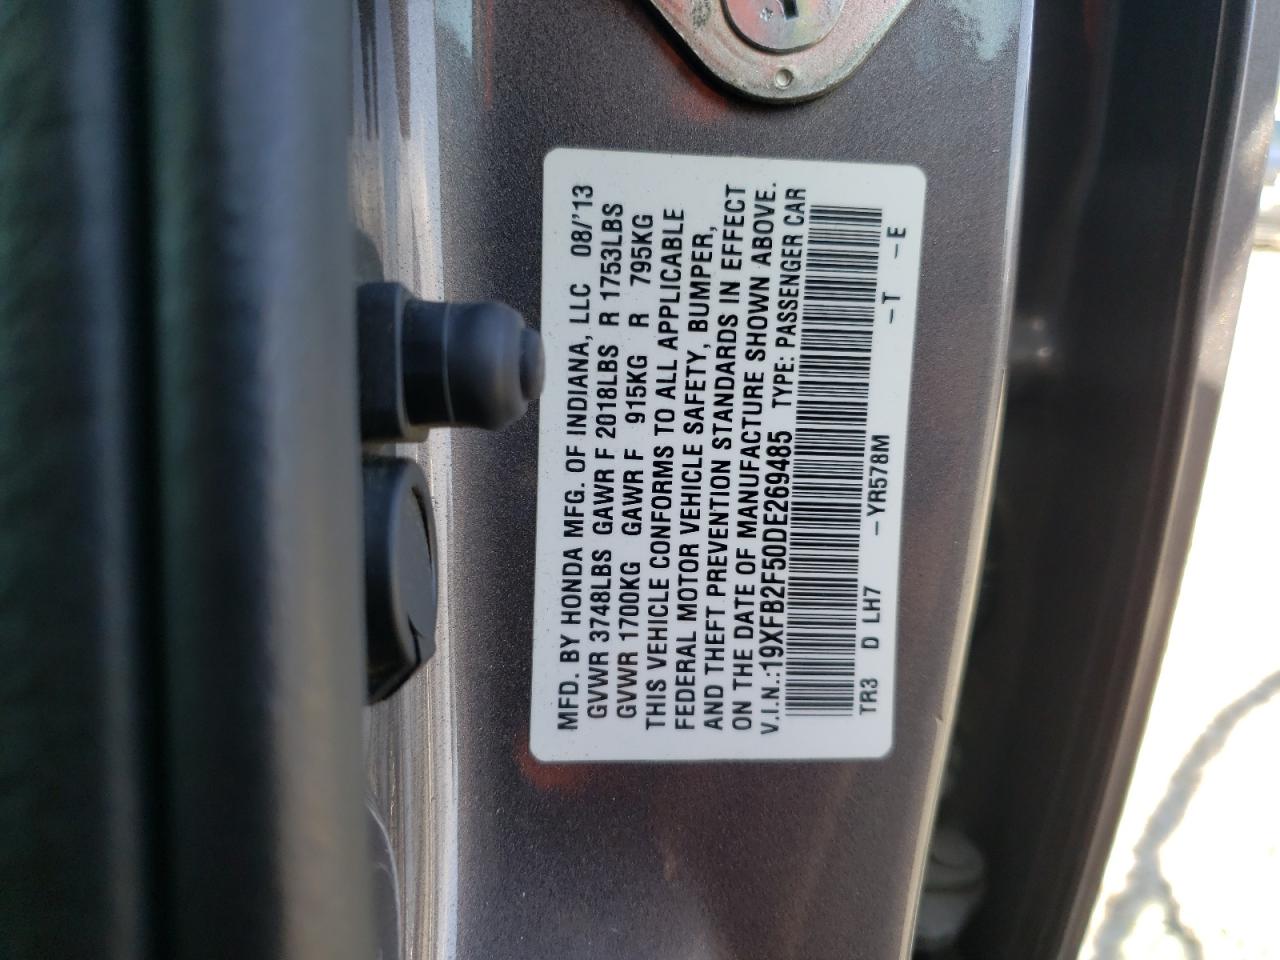 MFD. BY HONDA MFG. OF INDIANA, LLC 08/'13
GVWR 3748LBS GAWR F 2018LBS R 1753LBS
GVWR 1700KG GAWR F 915KG R 795KG
THIS VEHICLE CONFORMS TO ALL APPLICABLE
FEDERAL MOTOR VEHICLE SAFETY, BUMPER,
AND THEFT PREVENTION STANDARDS IN EFFECT
ON THE DATE OF MANUFACTURE SHOWN ABOVE.
V.I.N.:19XFB2F50DE269485 TYPE: PASSENGER CAR
TR3 D LH7 -YR578M -T -E